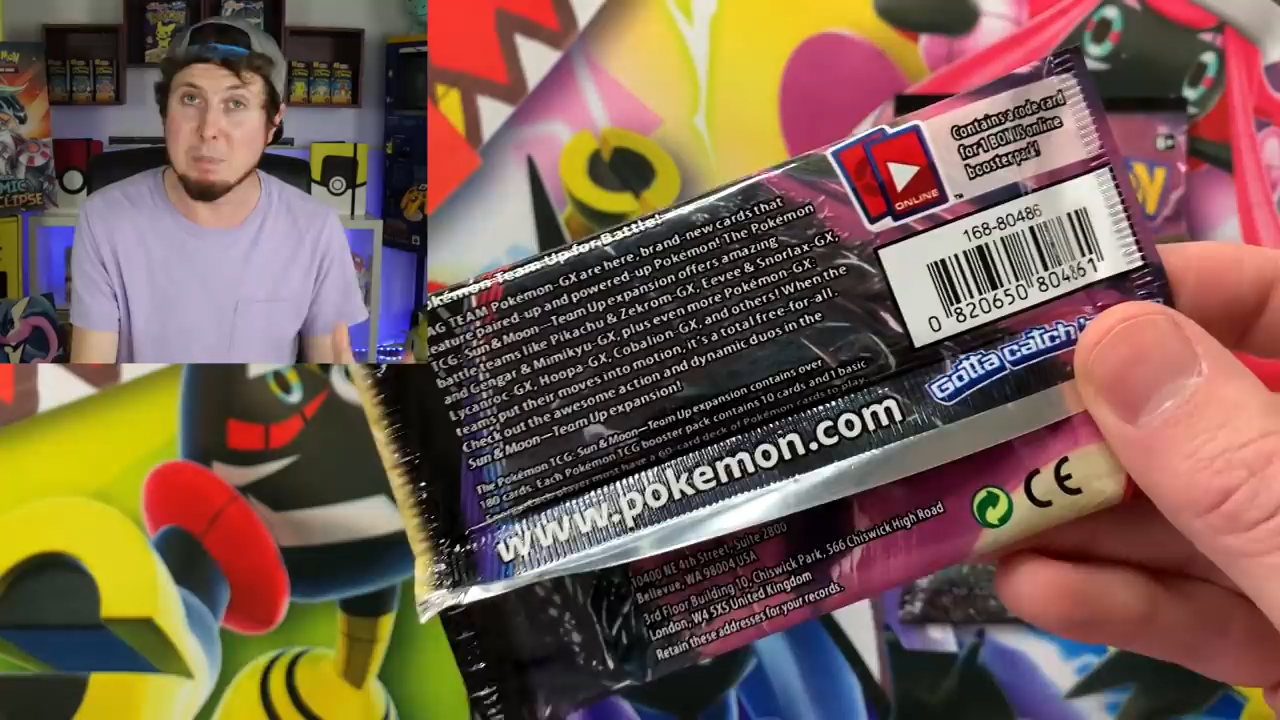 MIC
ECLIPSE
Contains a code card
for 1 BONUS online
booster pack!
ONLINE
™
168-80486
0 820650 804861
kémon Team Up for Battle!
AG TEAM Pokémon-GX are here, brand-new cards that
eature paired-up and powered-up Pokémon! The Pokémon
TCG: Sun & Moon—Team Up expansion offers amazing
battle teams like Pikachu & Zekrom-GX, Eevee & Snorlax-GX,
and Gengar & Mimikyu-GX, plus even more Pokémon-GX:
Lycanroc-GX, Hoopa-GX, Cobalion-GX, and others! When the
teams put their moves into motion, it's a total free-for-all.
Check out the awesome action and dynamic duos in the
Sun & Moon—Team Up expansion!
The Pokémon TCG: Sun & Moon—Team Up expansion contains over
180 cards. Each Pokémon TCG booster pack contains 10 cards and 1 basic
player must have a 60-card deck of Pokémon cards to play.
Gotta catch
www.pokemon.com
CE
10400 NE 4th Street, Suite 2800
Bellevue, WA 98004 USA
3rd Floor Building 10, Chiswick Park, 566 Chiswick High Road
London, W4 5XS United Kingdom
Retain these addresses for your records.